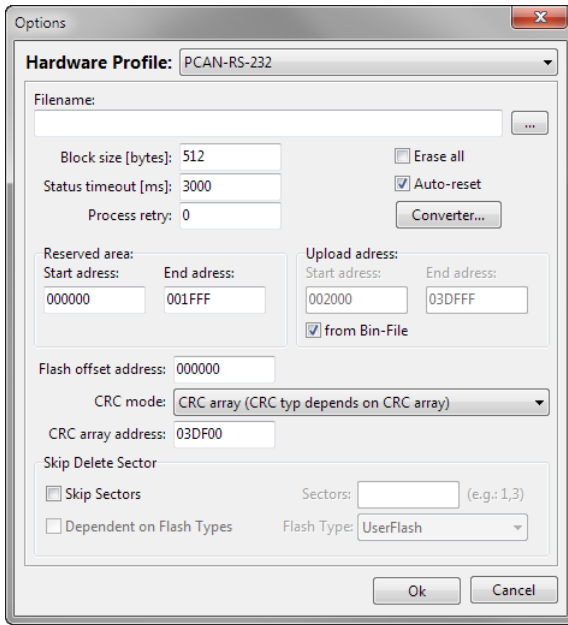 Options
Hardware Profile: PCAN-RS-232
Filename:
...
Block size [bytes]: 512
Erase all
Status timeout [ms]: 3000
Auto-reset
Process retry: 0
Converter...
Reserved area:
Upload adress:
Start adress: End adress:
Start adress: End adress:
000000 001FFF
002000 03DFFF
from Bin-File
Flash offset address: 000000
CRC mode: CRC array (CRC typ depends on CRC array)
CRC array address: 03DF00
Skip Delete Sector
Skip Sectors
Sectors: (e.g.: 1,3)
Dependent on Flash Types
Flash Type: UserFlash
Ok Cancel